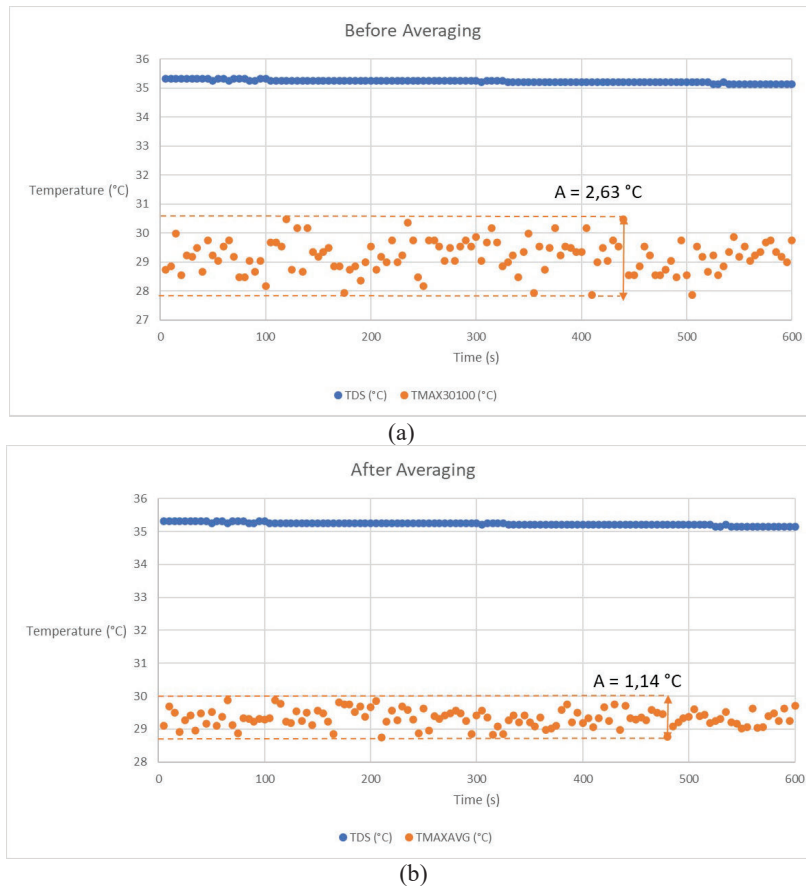 Before Averaging
36
35
34
33
Temperature (°C)
32
A = 2,63 °C
31
30
29
28
27
0 100 200 300 400 500 600
Time (s)
TDS (°C) TMAX30100 (°C)
(a)
After Averaging
36
35
34
33
Temperature (°C)
32
31
A = 1,14 °C
30
29
28
0 100 200 300 400 500 600
Time (s)
TDS (°C) TMAXAVG (°C)
(b)